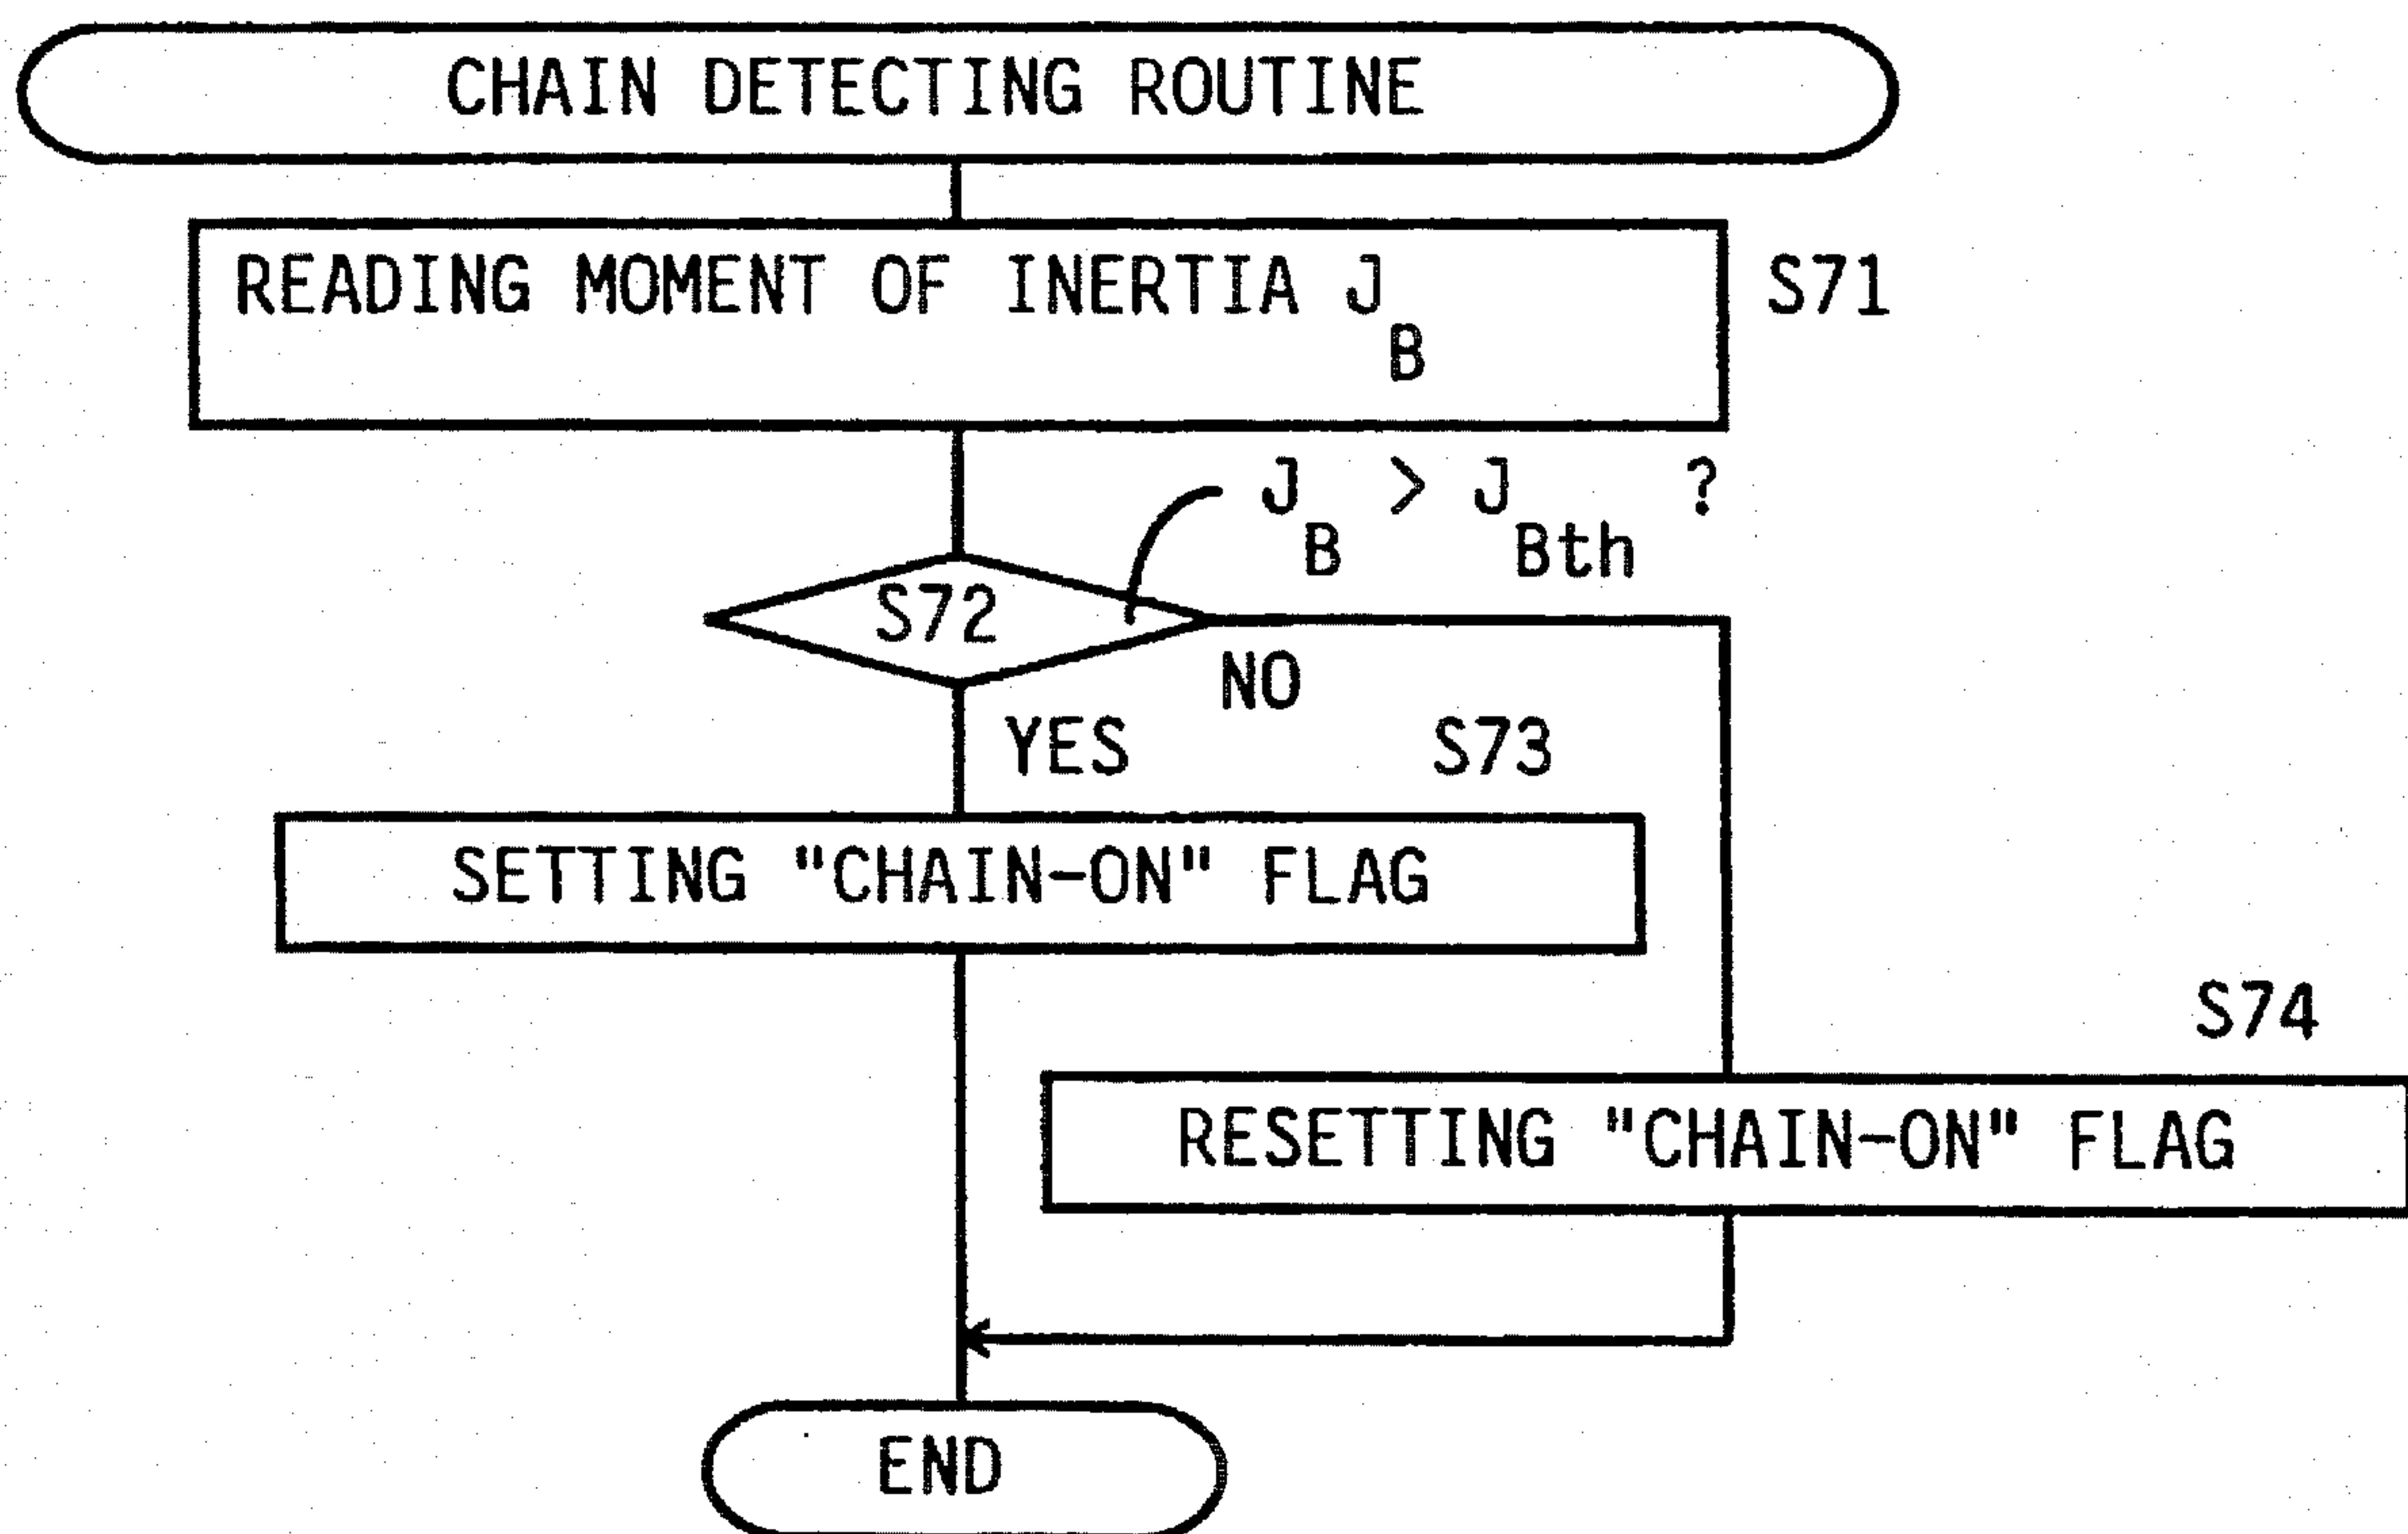 CHAIN DETECTING ROUTINE
READING MOMENT OF INERTIA J
B
S71
J > J ?
B Bth
S72
NO
YES
S73
SETTING "CHAIN-ON" FLAG
S74
RESETTING "CHAIN-ON" FLAG
END